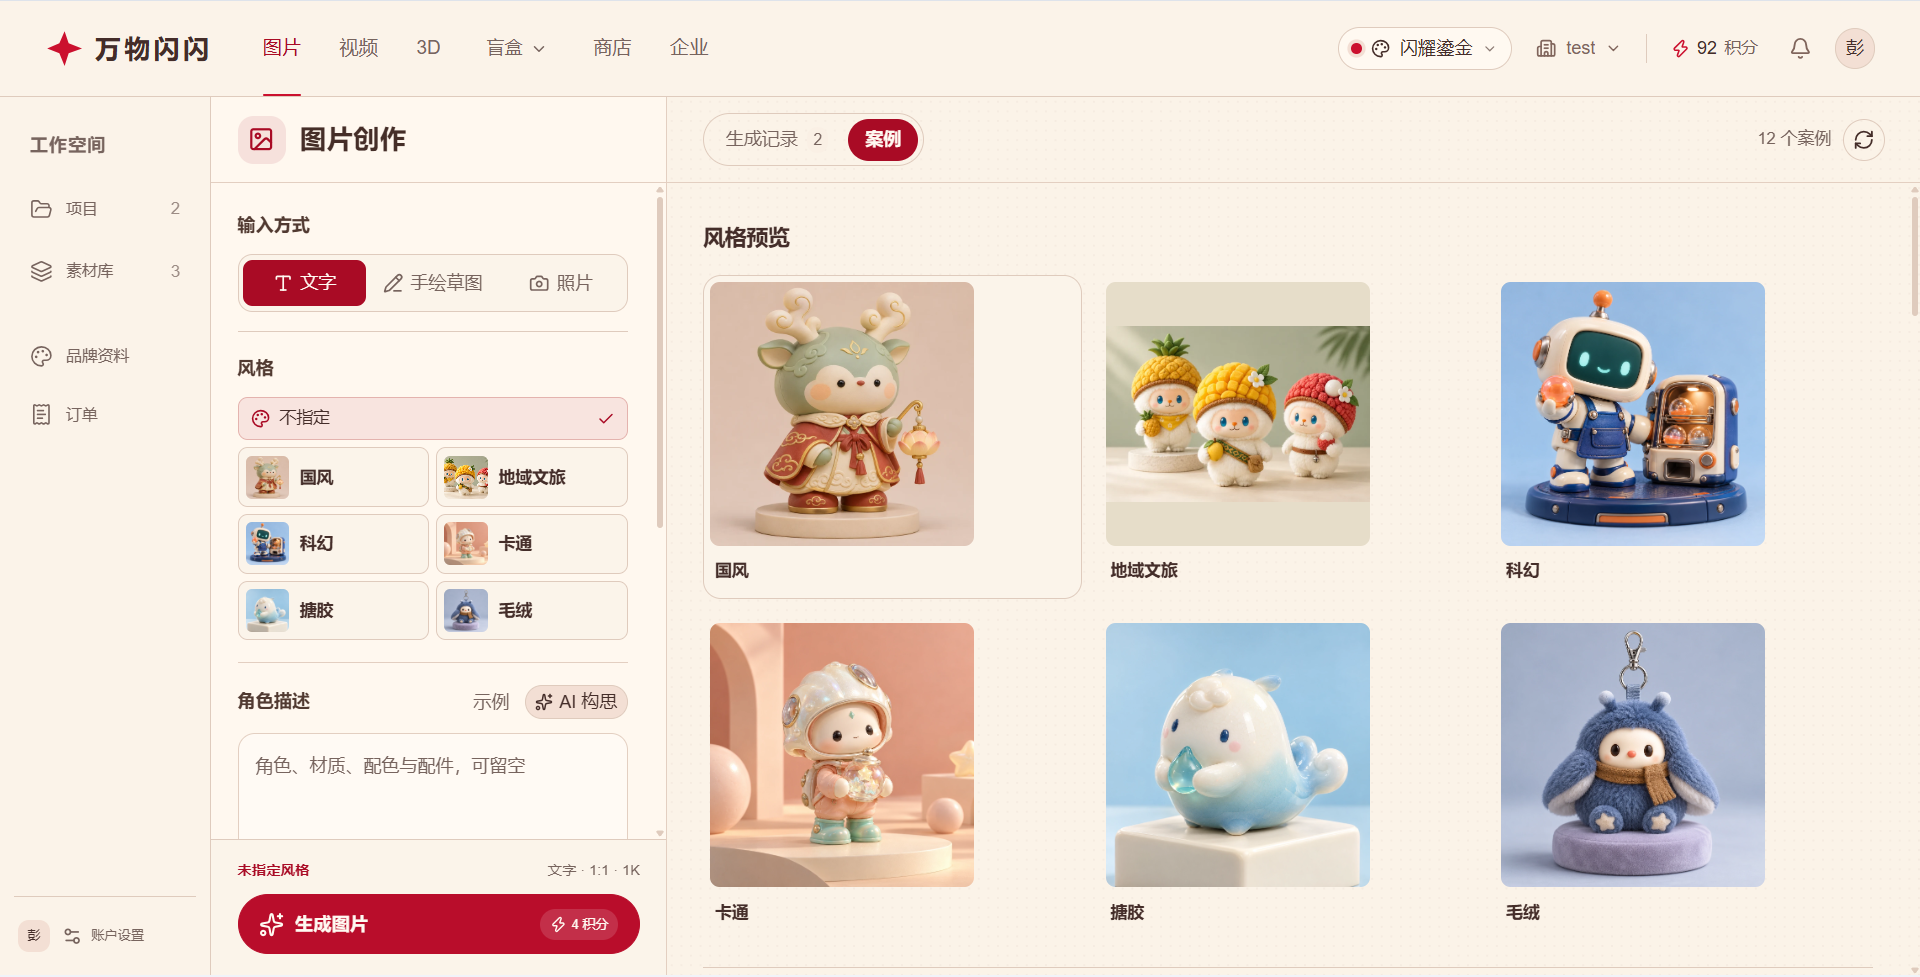 万物闪闪
图片 视频 3D 盲盒 商店 企业
闪耀鎏金 test 92 积分 彭
工作空间
项目 2
素材库 3
品牌资料
订单
彭 账户设置
图片创作
输入方式
文字 手绘草图 照片
风格
不指定
国风 地域文旅
科幻 卡通
搪胶 毛绒
角色描述 示例 AI 构思
角色、材质、配色与配件，可留空
未指定风格 文字 · 1:1 · 1K
生成图片 4 积分
生成记录 2 案例 12 个案例
风格预览
国风 地域文旅 科幻
卡通 搪胶 毛绒